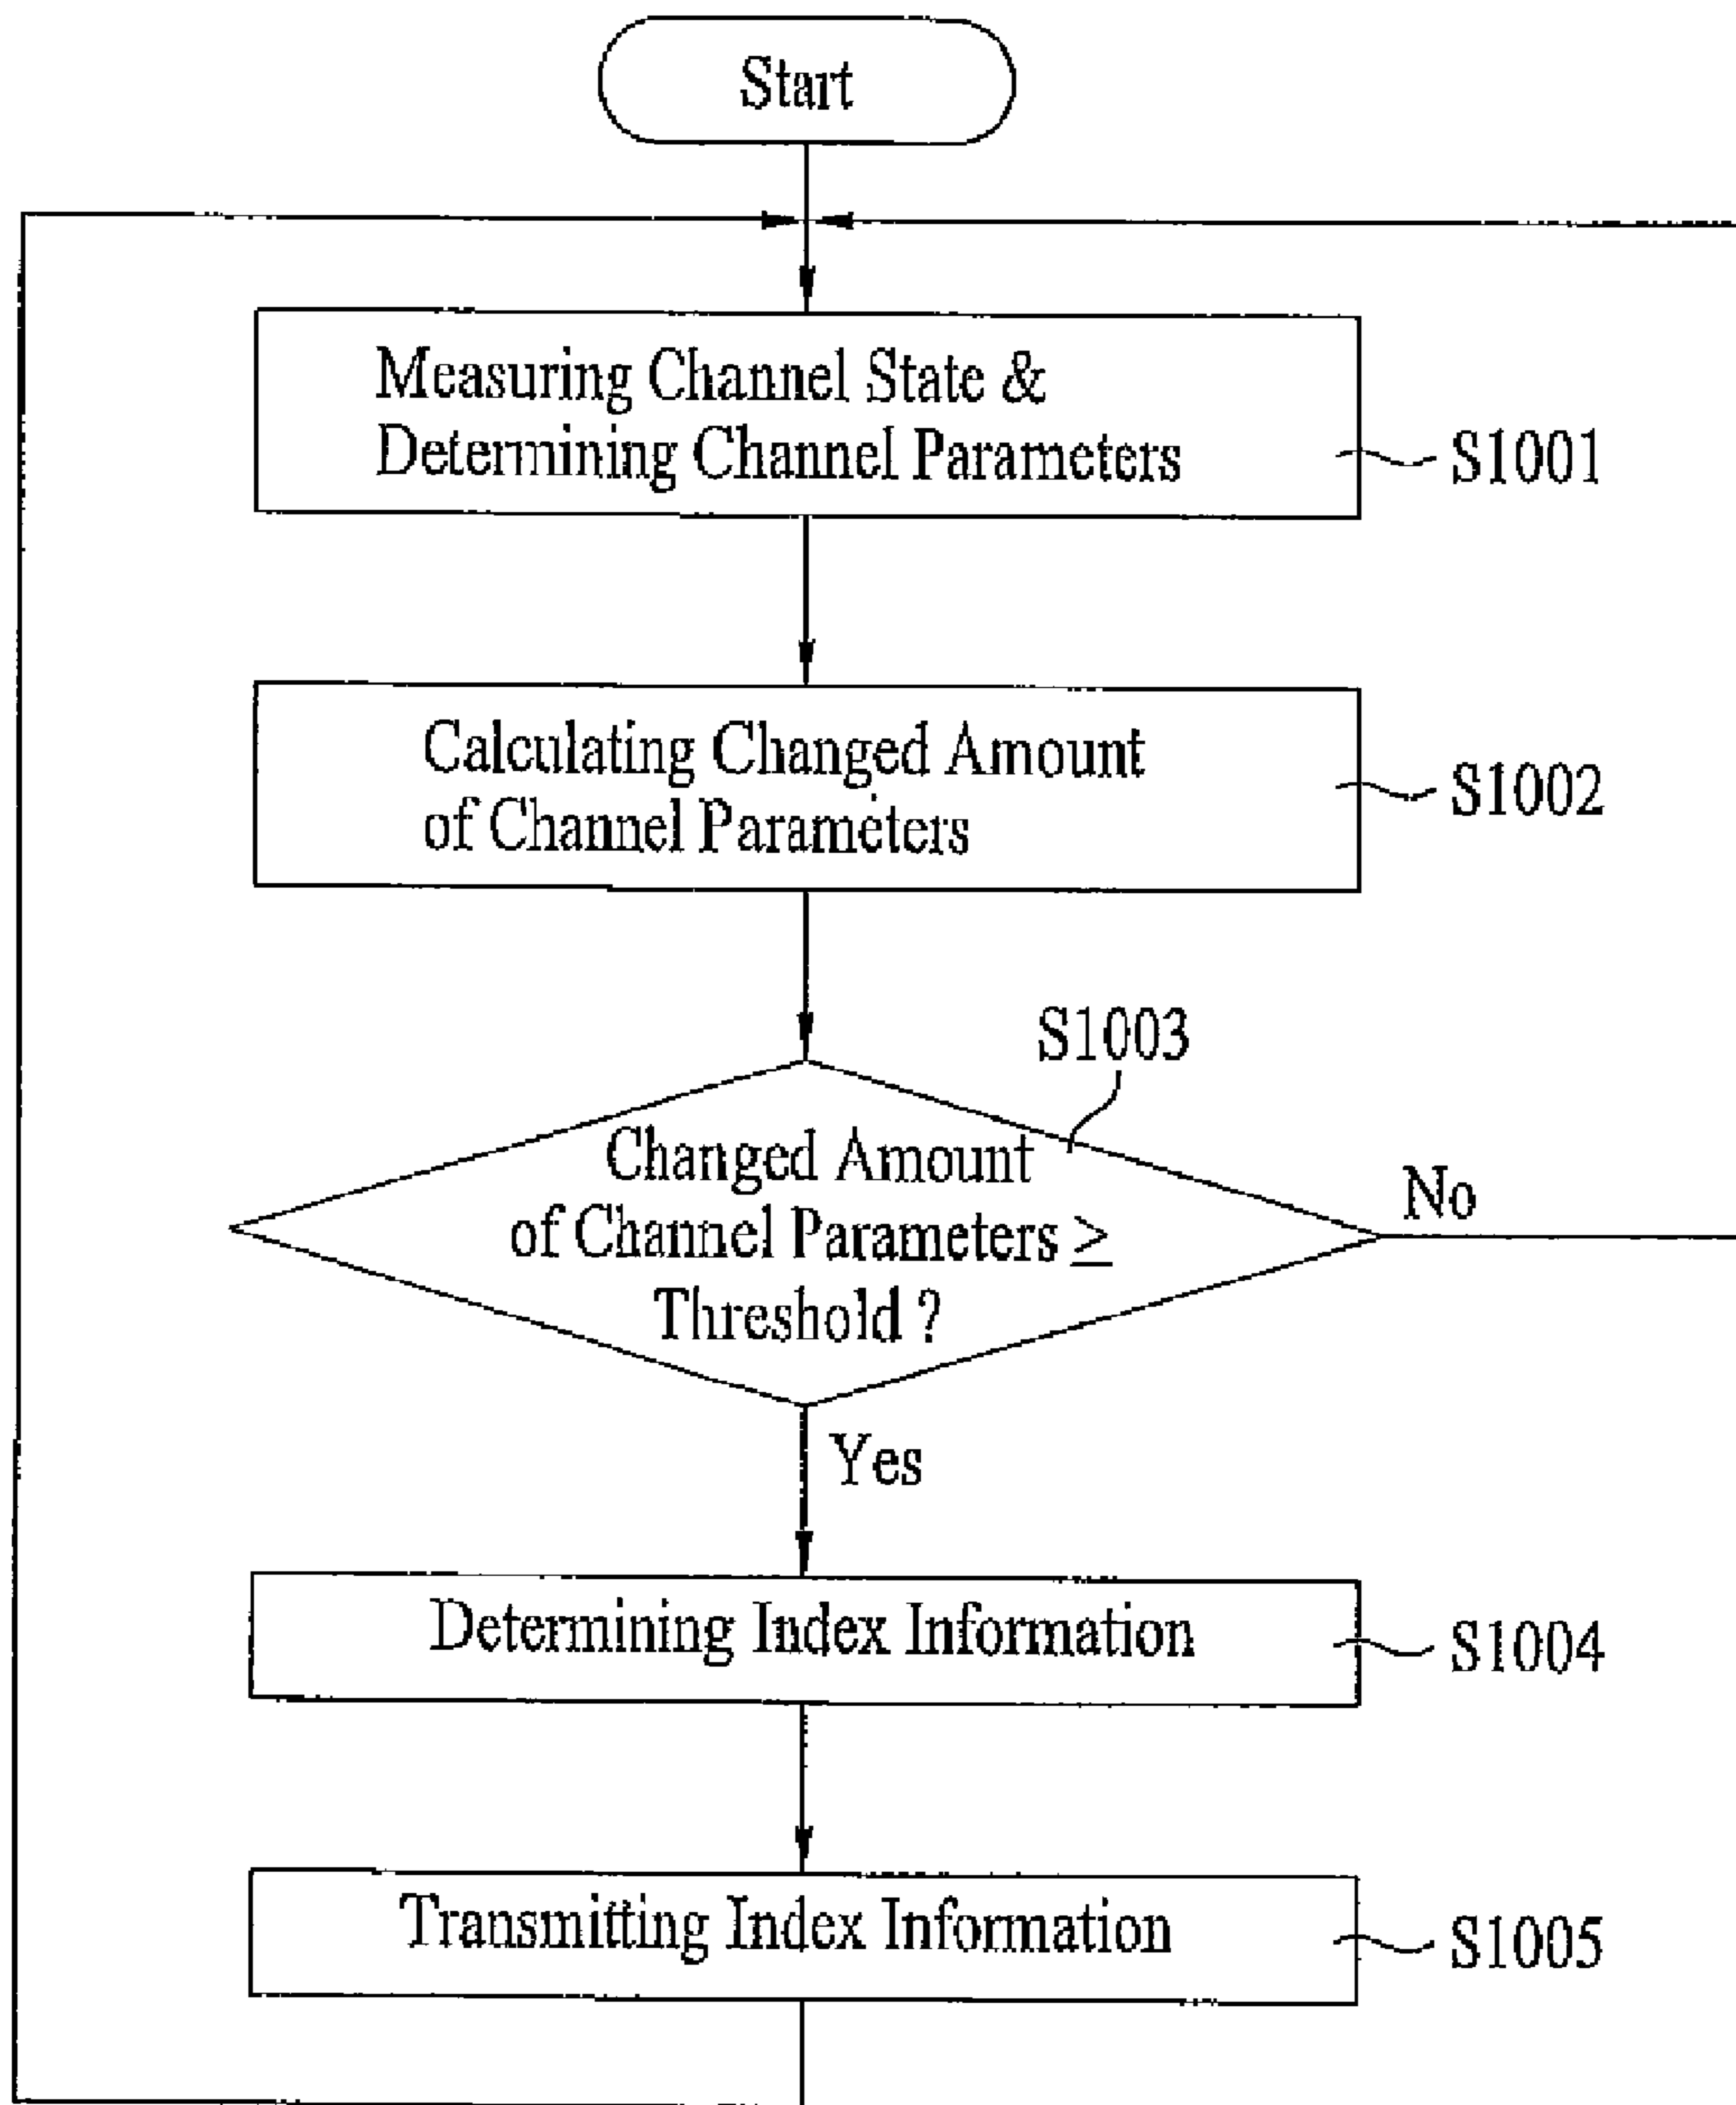 Start
Measuring Channel State &
Determining Channel Parameters
S1001
Calculating Changed Amount
of Channel Parameters
S1002
S1003
Changed Amount
of Channel Parameters ≥
Threshold ?
No
Yes
Determining Index Information
S1004
Transmitting Index Information
S1005